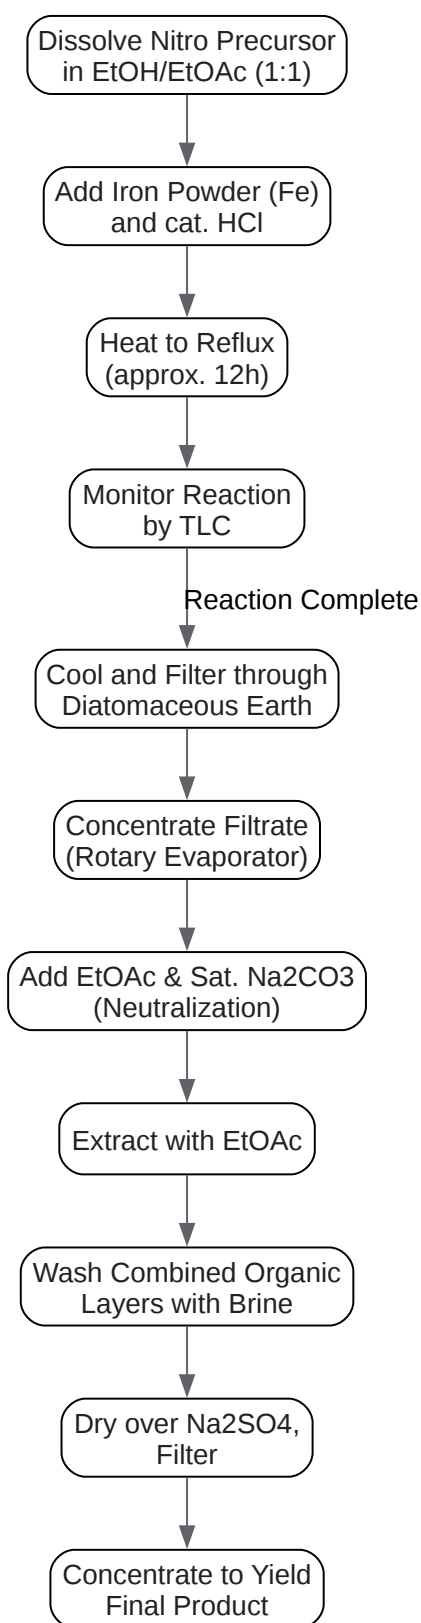 Dissolve Nitro Precursor
in EtOH/EtOAc (1:1)
Add Iron Powder (Fe)
and cat. HCl
Heat to Reflux
(approx. 12h)
Monitor Reaction
by TLC
Reaction Complete
Cool and Filter through
Diatomaceous Earth
Concentrate Filtrate
(Rotary Evaporator)
Add EtOAc & Sat. Na2CO3
(Neutralization)
Extract with EtOAc
Wash Combined Organic
Layers with Brine
Dry over Na2SO4,
Filter
Concentrate to Yield
Final Product